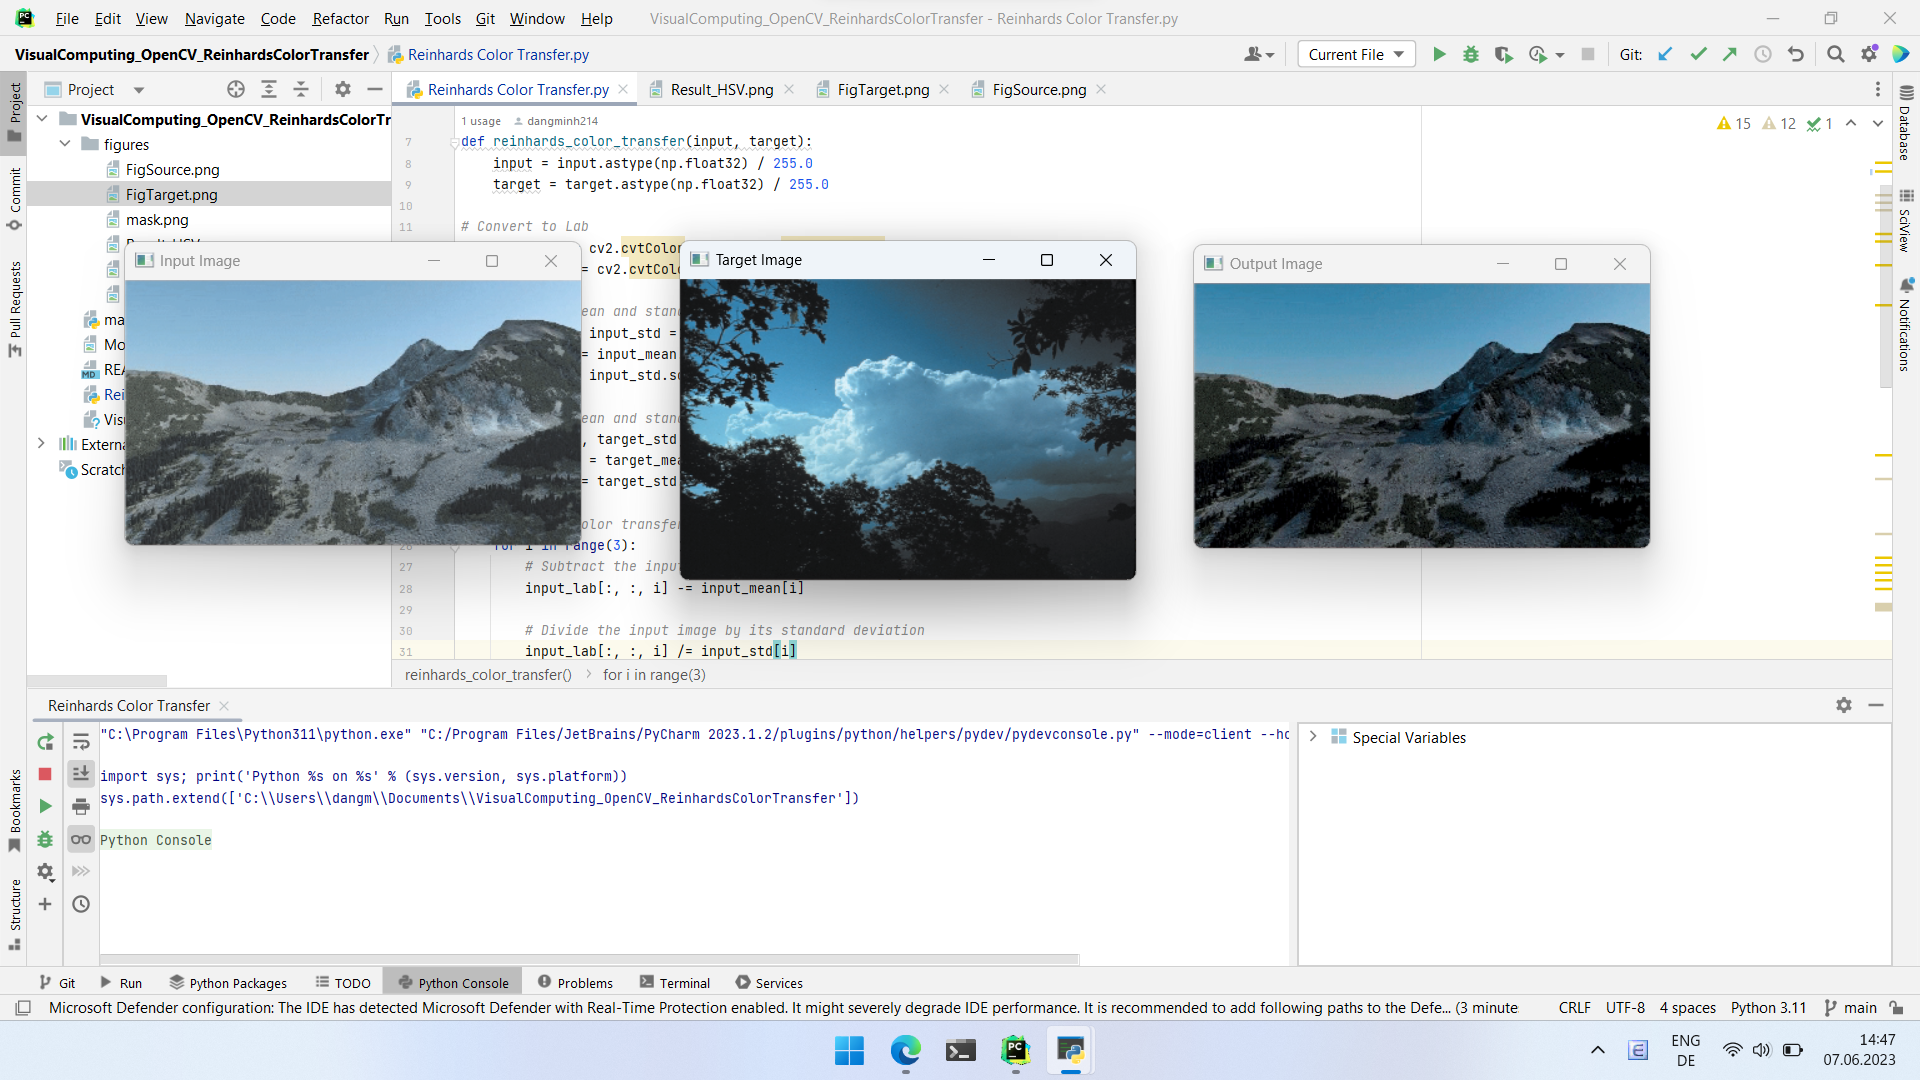 File Edit View Navigate Code Refactor Run Tools Git Window Help VisualComputing_OpenCV_ReinhardsColorTransfer - Reinhards Color Transfer.py
VisualComputing_OpenCV_ReinhardsColorTransfer Reinhards Color Transfer.py Current File Git:
Project
Reinhards Color Transfer.py Result_HSV.png FigTarget.png FigSource.png
VisualComputing_OpenCV_ReinhardsColorTr
figures
FigSource.png
FigTarget.png
mask.png
ma
Mo
REA
Rei
Visu
Externa
Scratch
Project
Commit
Pull Requests
Bookmarks
Structure
Database
SciView
Notifications
15 12 1
1 usage dangminh214
7 def reinhards_color_transfer(input, target):
8 input = input.astype(np.float32) / 255.0
9 target = target.astype(np.float32) / 255.0
10
11 # Convert to Lab
cv2.cvtColor
= cv2.cvtColo
ean and stand
input_std =
= input_mean
input_std.so
ean and stand
, target_std
= target_mea
= target_std
olor transfer
for i in range(3):
27 # Subtract the inpu
28 input_lab[:, :, i] -= input_mean[i]
29
30 # Divide the input image by its standard deviation
31 input_lab[:, :, i] /= input_std[i]
reinhards_color_transfer() for i in range(3)
Input Image
Target Image
Output Image
Reinhards Color Transfer
"C:\Program Files\Python311\python.exe" "C:/Program Files/JetBrains/PyCharm 2023.1.2/plugins/python/helpers/pydev/pydevconsole.py" --mode=client --ho
import sys; print('Python %s on %s' % (sys.version, sys.platform))
sys.path.extend(['C:\\Users\\dangm\\Documents\\VisualComputing_OpenCV_ReinhardsColorTransfer'])
Python Console
Special Variables
Git Run Python Packages TODO Python Console Problems Terminal Services
Microsoft Defender configuration: The IDE has detected Microsoft Defender with Real-Time Protection enabled. It might severely degrade IDE performance. It is recommended to add following paths to the Defe... (3 minute CRLF UTF-8 4 spaces Python 3.11 main
ENG
DE
14:47
07.06.2023